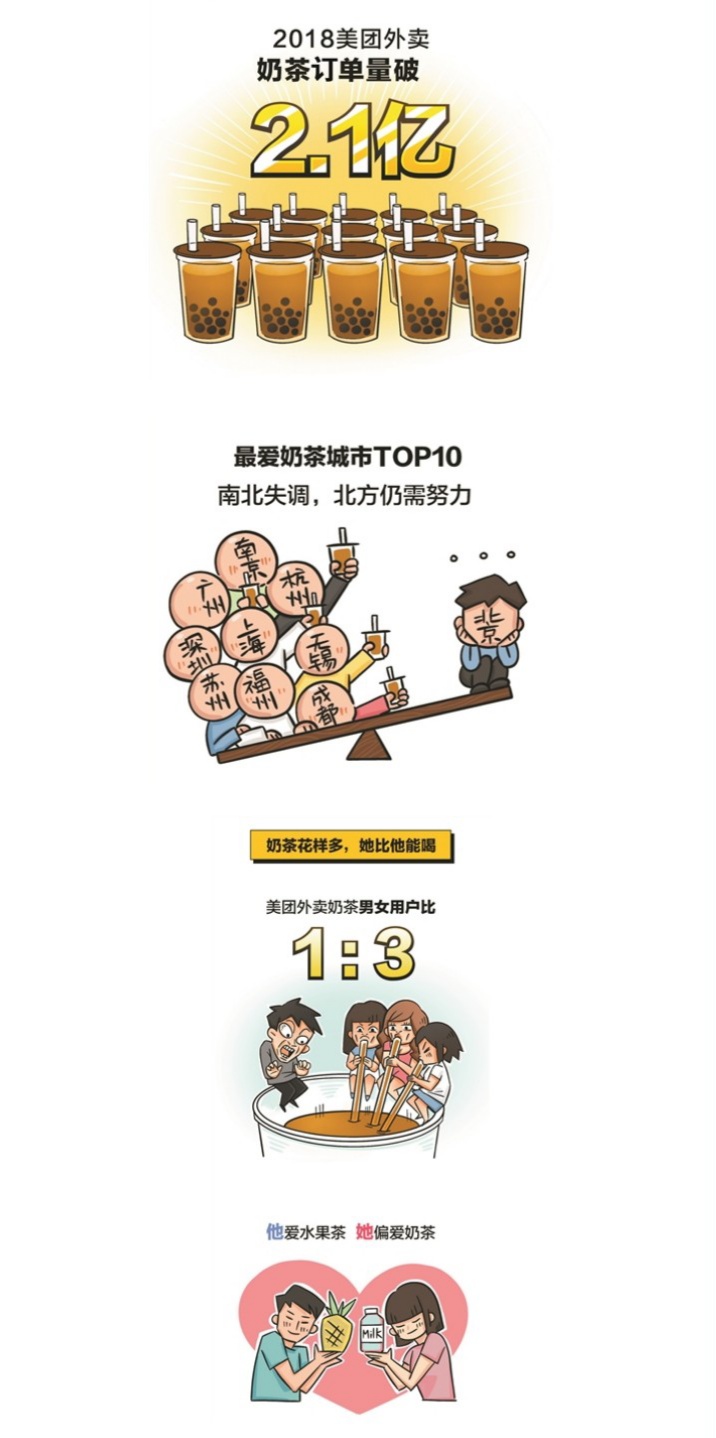 2018美团外卖
奶茶订单量破
2.1亿
最爱奶茶城市TOP10
南北失调，北方仍需努力
南京
广州
杭州
深圳
上海
无锡
苏州
福州
成都
北京
奶茶花样多，她比他能喝
美团外卖奶茶男女用户比
1:3
他爱水果茶 她偏爱奶茶
Milk